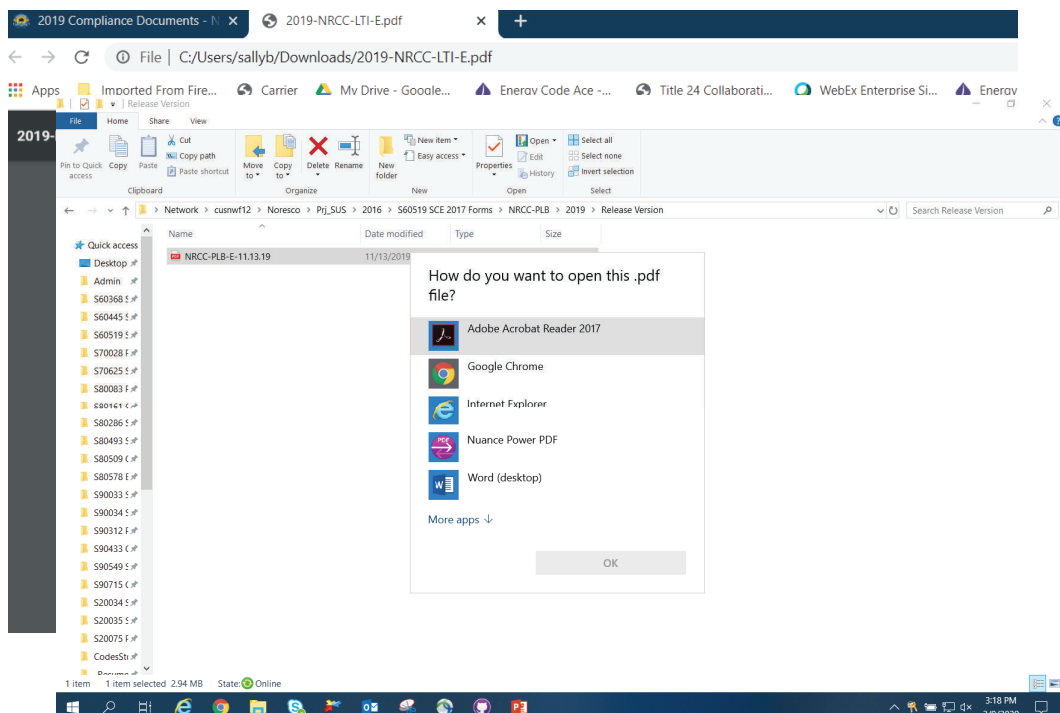 2019 Compliance Documents - N
2019-NRCC-LTI-E.pdf
File | C:/Users/sallyb/Downloads/2019-NRCC-LTI-E.pdf
Apps Imported From Fire... Carrier My Drive - Google... Energy Code Ace -... Title 24 Collaborati... WebEx Enterprise Si... Energy
Release Version
2019-
File Home Share View
Pin to Quick access
Copy
Paste
Cut
Copy path
Paste shortcut
Move to
Copy to
Delete
Rename
New folder
New item
Easy access
Properties
Open
Edit
History
Select all
Select none
Invert selection
Clipboard Organize New Open Select
Network > cusnwf12 > Noresco > Prj_SUS > 2016 > S60519 SCE 2017 Forms > NRCC-PLB > 2019 > Release Version
Search Release Version
Name Date modified Type Size
NRCC-PLB-E-11.13.19 11/13/2019
Quick access
Desktop
Admin
S60368 S
S60445 S
S60519 S
S70028 F
S70625 S
S80083 F
S80161
S80286 S
S80493 S
S80509 (
S80578 E
S90033 S
S90034 S
S90312 F
S90433 (
S90549 S
S90715 (
S20034 S
S20035 S
S20075 F
CodesSt
How do you want to open this .pdf
file?
Adobe Acrobat Reader 2017
Google Chrome
Internet Explorer
Nuance Power PDF
Word (desktop)
More apps
OK
1 item 1 item selected 2.94 MB State: Online
3:18 PM